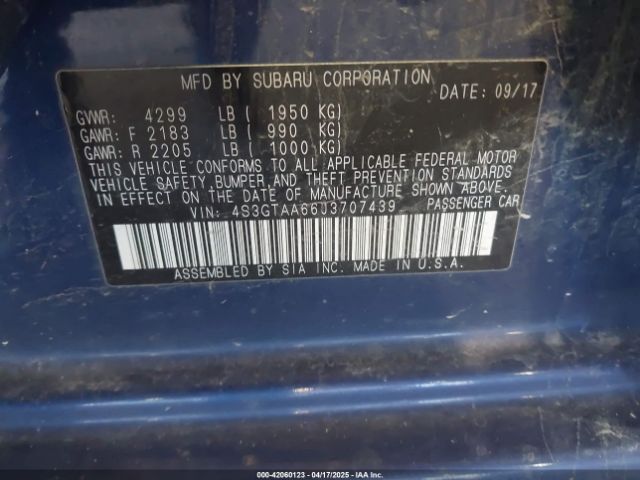 MFD BY SUBARU CORPORATION
DATE: 09/17
GVWR: 4299 LB ( 1950 KG)
GAWR: F 2183 LB ( 990 KG)
GAWR: R 2205 LB ( 1000 KG)
THIS VEHICLE CONFORMS TO ALL APPLICABLE FEDERAL MOTOR
VEHICLE SAFETY, BUMPER, AND THEFT PREVENTION STANDARDS
IN EFFECT ON THE DATE OF MANUFACTURE SHOWN ABOVE.
VIN: 4S3GTAA66J3707439 PASSENGER CAR
ASSEMBLED BY SIA INC. MADE IN U.S.A.
000-42060123 - 04/17/2025 - IAA Inc.